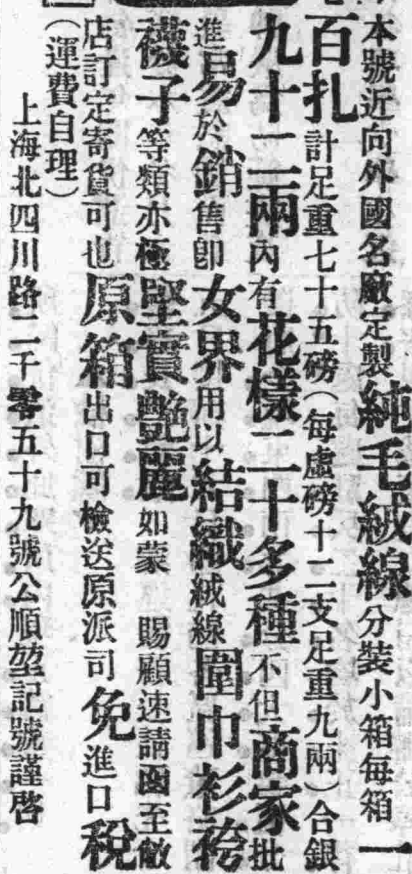 本號近向外國名廠定製純毛絨線分裝小箱每箱一
百扎計足重七十五磅（每虛磅十二支足重九兩）合銀
九十二兩內有花樣二十多種不但商家批
進易於銷售卽女界用以結織絨線圍巾衫袴
襪子等類亦極堅實艷麗如蒙　賜顧速請函至敝
店訂定寄貨可也原箱出口可檢送原派司免進口稅
（運費自理）
上海北四川路二千零五十九號公順堃記號謹啓